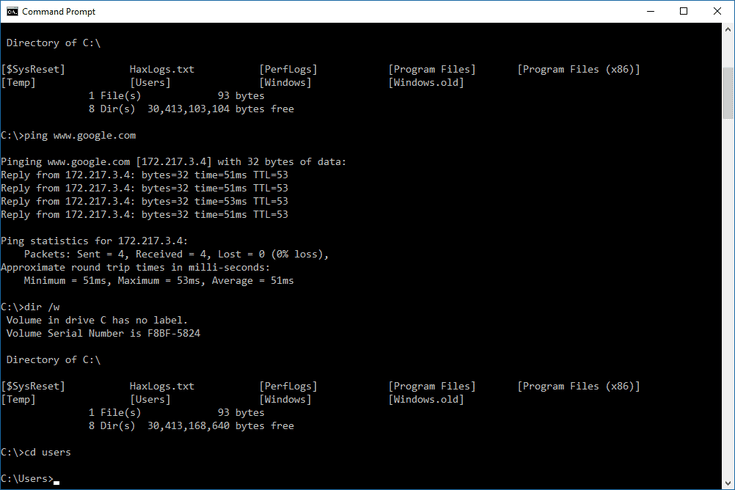 Command Prompt
Directory of C:\
[$SysReset] HaxLogs.txt [PerfLogs] [Program Files] [Program Files (x86)]
[Temp] [Users] [Windows] [Windows.old]
1 File(s) 93 bytes
8 Dir(s) 30,413,103,104 bytes free
C:\>ping www.google.com
Pinging www.google.com [172.217.3.4] with 32 bytes of data:
Reply from 172.217.3.4: bytes=32 time=51ms TTL=53
Reply from 172.217.3.4: bytes=32 time=51ms TTL=53
Reply from 172.217.3.4: bytes=32 time=53ms TTL=53
Reply from 172.217.3.4: bytes=32 time=51ms TTL=53
Ping statistics for 172.217.3.4:
Packets: Sent = 4, Received = 4, Lost = 0 (0% loss),
Approximate round trip times in milli-seconds:
Minimum = 51ms, Maximum = 53ms, Average = 51ms
C:\>dir /w
Volume in drive C has no label.
Volume Serial Number is F8BF-5824
Directory of C:\
[$SysReset] HaxLogs.txt [PerfLogs] [Program Files] [Program Files (x86)]
[Temp] [Users] [Windows] [Windows.old]
1 File(s) 93 bytes
8 Dir(s) 30,413,168,640 bytes free
C:\>cd users
C:\Users>